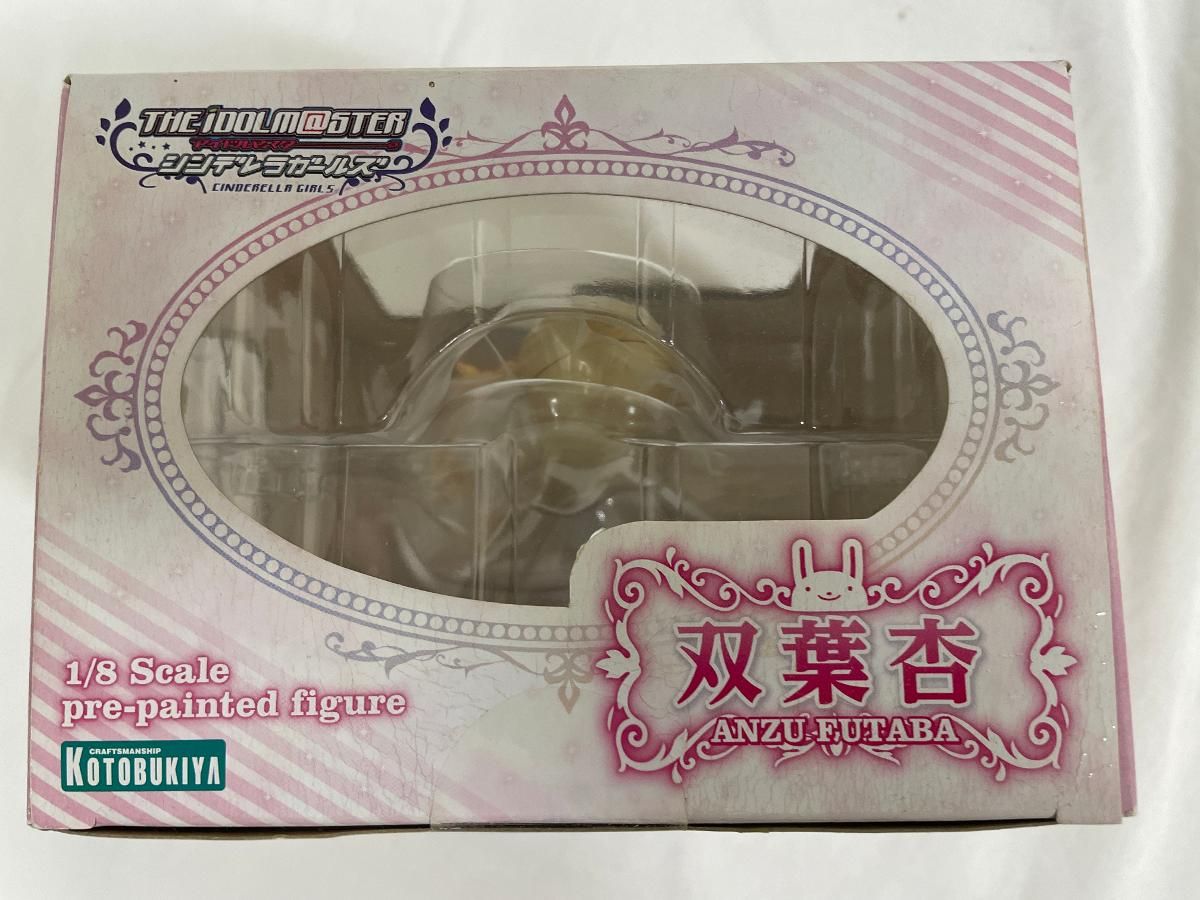 THE iDOLM@STER
アイドルマスター
シンデレラガールズ
CINDERELLA GIRLS
1/8 Scale
pre-painted figure
CRAFTSMANSHIP
KOTOBUKIYA
双葉杏
ANZU FUTABA